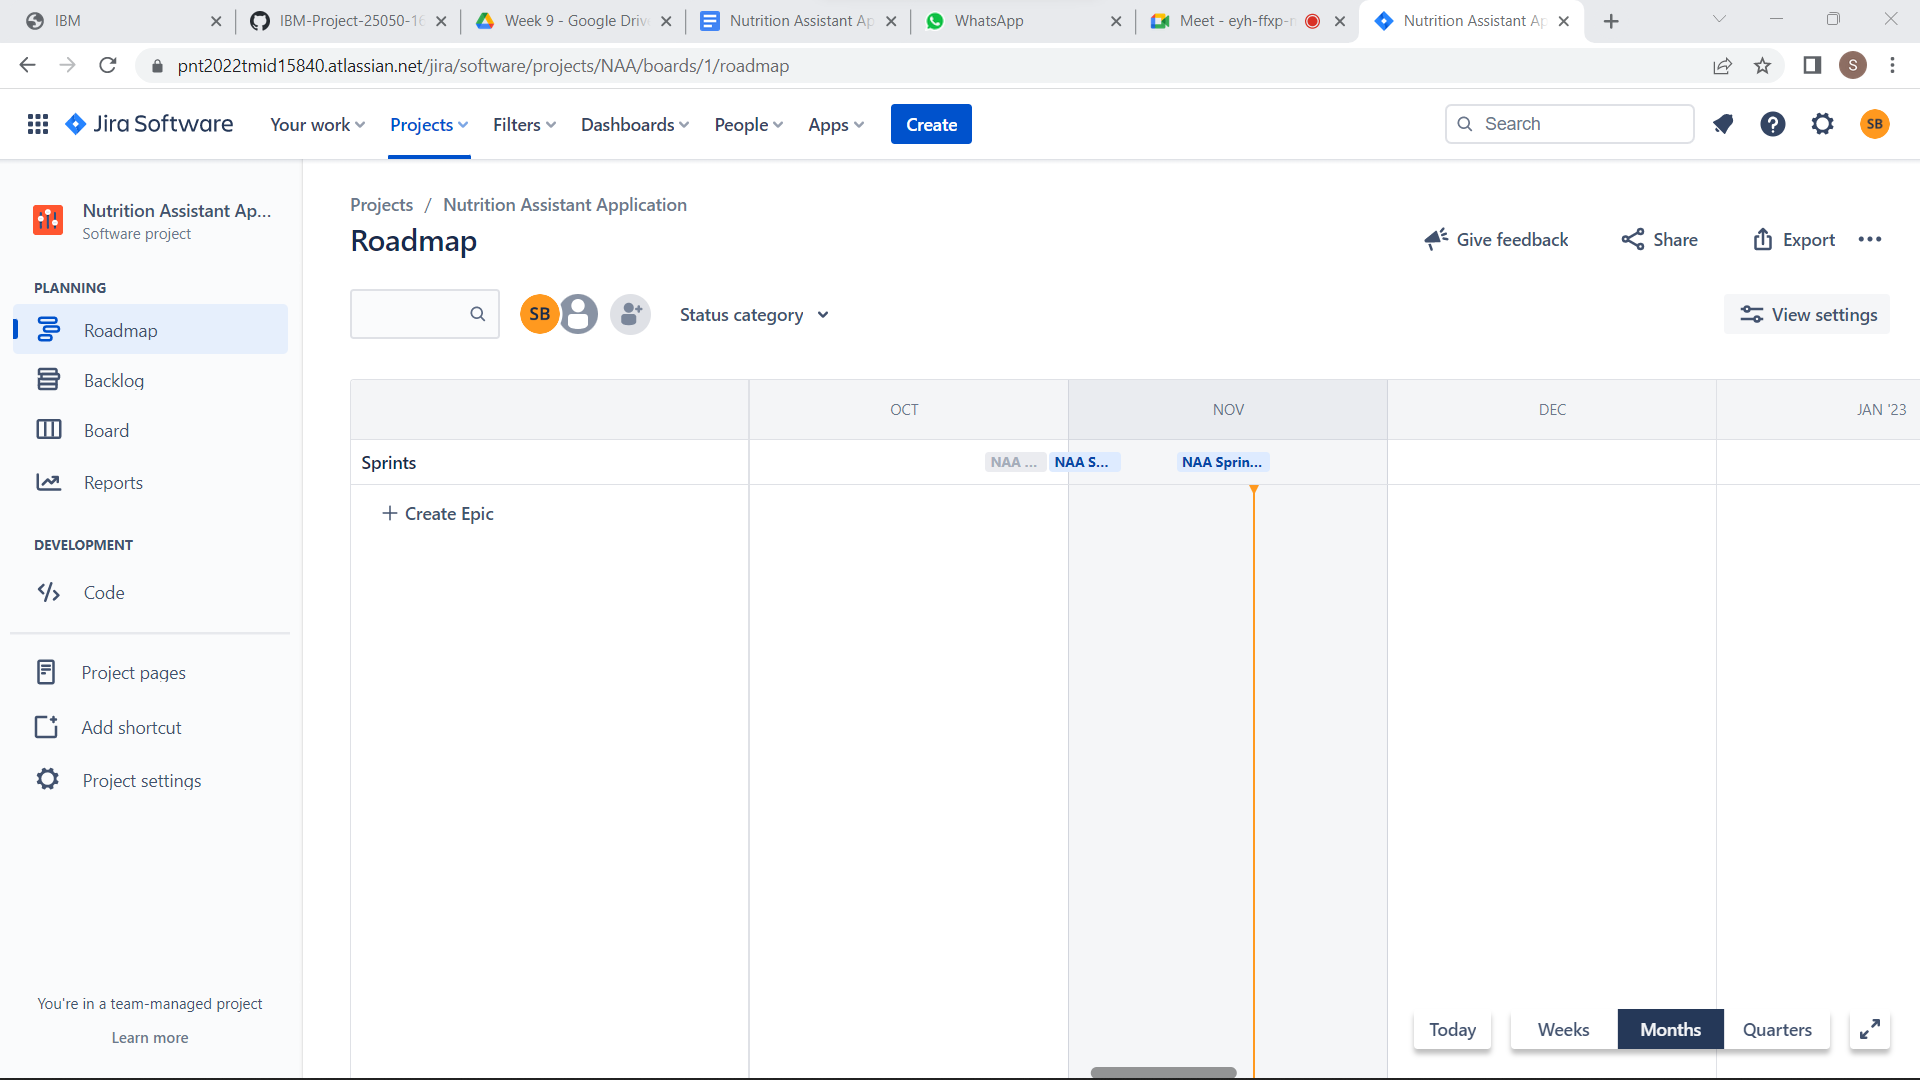 IBM
IBM-Project-25050-16
Week 9 - Google Drive
Nutrition Assistant Ap
WhatsApp
Meet - eyh-ffxp-
Nutrition Assistant Ap
pnt2022tmid15840.atlassian.net/jira/software/projects/NAA/boards/1/roadmap
S
Jira Software
Your work
Projects
Filters
Dashboards
People
Apps
Create
Search
SB
Nutrition Assistant Ap...
Software project
PLANNING
Roadmap
Backlog
Board
Reports
DEVELOPMENT
Code
Project pages
Add shortcut
Project settings
You're in a team-managed project
Learn more
Projects / Nutrition Assistant Application
Roadmap
Give feedback
Share
Export
SB
Status category
View settings
OCT
NOV
DEC
JAN '23
Sprints
NAA ...
NAA S...
NAA Sprin...
+ Create Epic
Today
Weeks
Months
Quarters